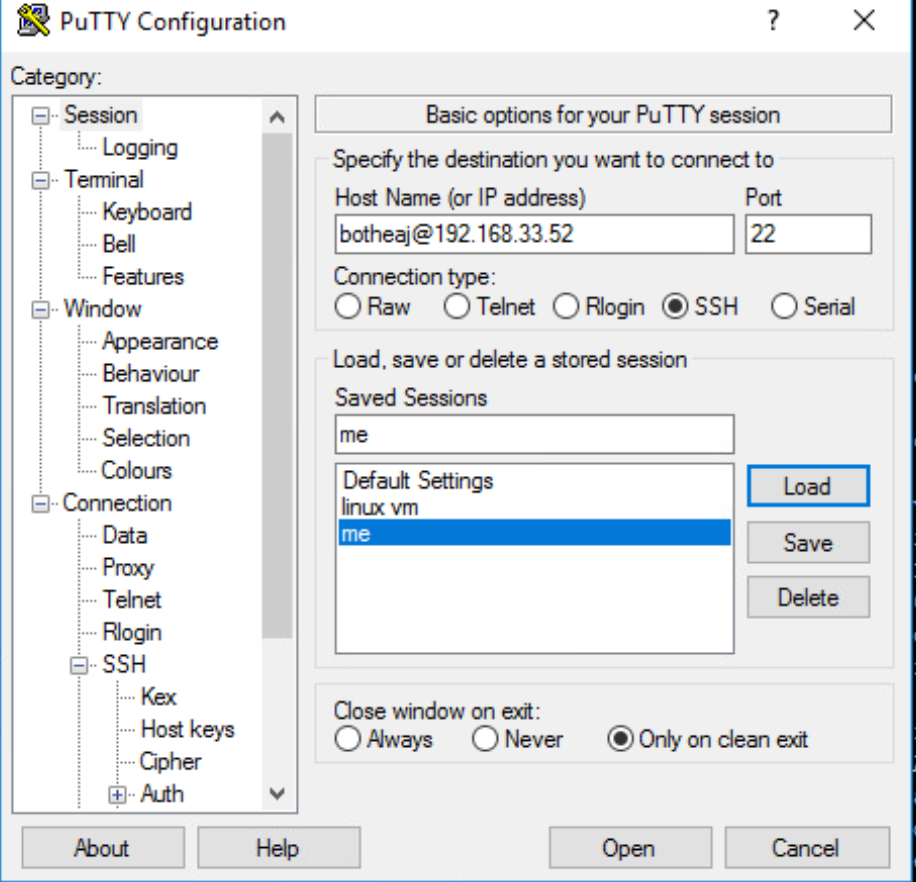 PuTTY Configuration ? ×
Category:
Session
Logging
Terminal
Keyboard
Bell
Features
Window
Appearance
Behaviour
Translation
Selection
Colours
Connection
Data
Proxy
Telnet
Rlogin
SSH
Kex
Host keys
Cipher
Auth
Basic options for your PuTTY session
Specify the destination you want to connect to
Host Name (or IP address) Port
botheaj@192.168.33.52 22
Connection type:
Raw Telnet Rlogin SSH Serial
Load, save or delete a stored session
Saved Sessions
me
Default Settings
linux vm
me
Load
Save
Delete
Close window on exit:
Always Never Only on clean exit
About Help Open Cancel